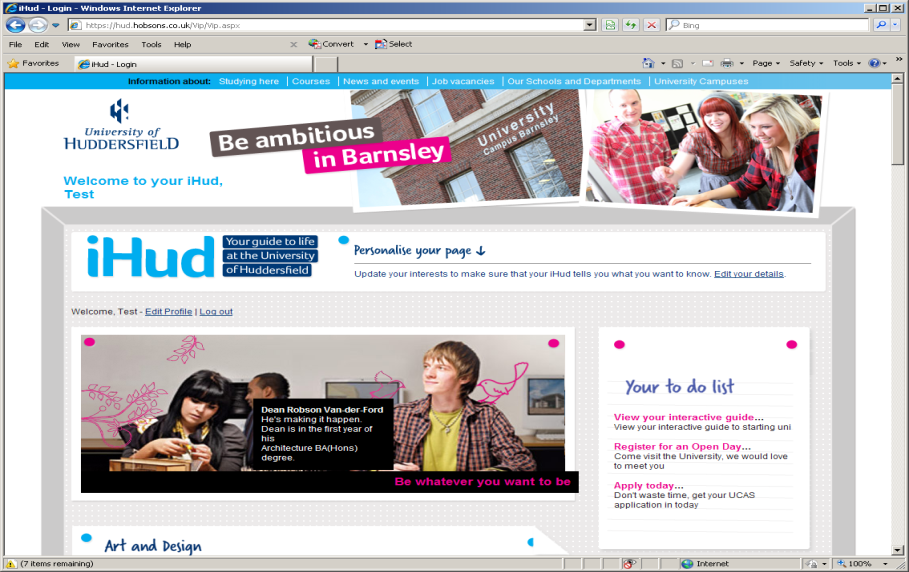 iHud - Login - Windows Internet Explorer
https://hud.hobsons.co.uk/Vip/Vip.aspx
Bing
File Edit View Favorites Tools Help
Convert Select
Favorites iHud - Login Page Safety Tools
Information about: Studying here | Courses | News and events | Job vacancies | Our Schools and Departments | University Campuses
University of
HUDDERSFIELD
Be ambitious
in Barnsley
University
Campus Barnsley
Welcome to your iHud,
Test
iHud
Your guide to life
at the University
of Huddersfield
Personalise your page ↓
Update your interests to make sure that your iHud tells you what you want to know. Edit your details.
Welcome, Test - Edit Profile | Log out
Dean Robson Van-der-Ford
He's making it happen.
Dean is in the first year of
his
Architecture BA(Hons)
degree.
Be whatever you want to be
Your to do list
View your interactive guide...
View your interactive guide to starting uni
Register for an Open Day...
Come visit the University, we would love
to meet you
Apply today...
Don't waste time, get your UCAS
application in today
Art and Design
(7 items remaining) Internet 100%